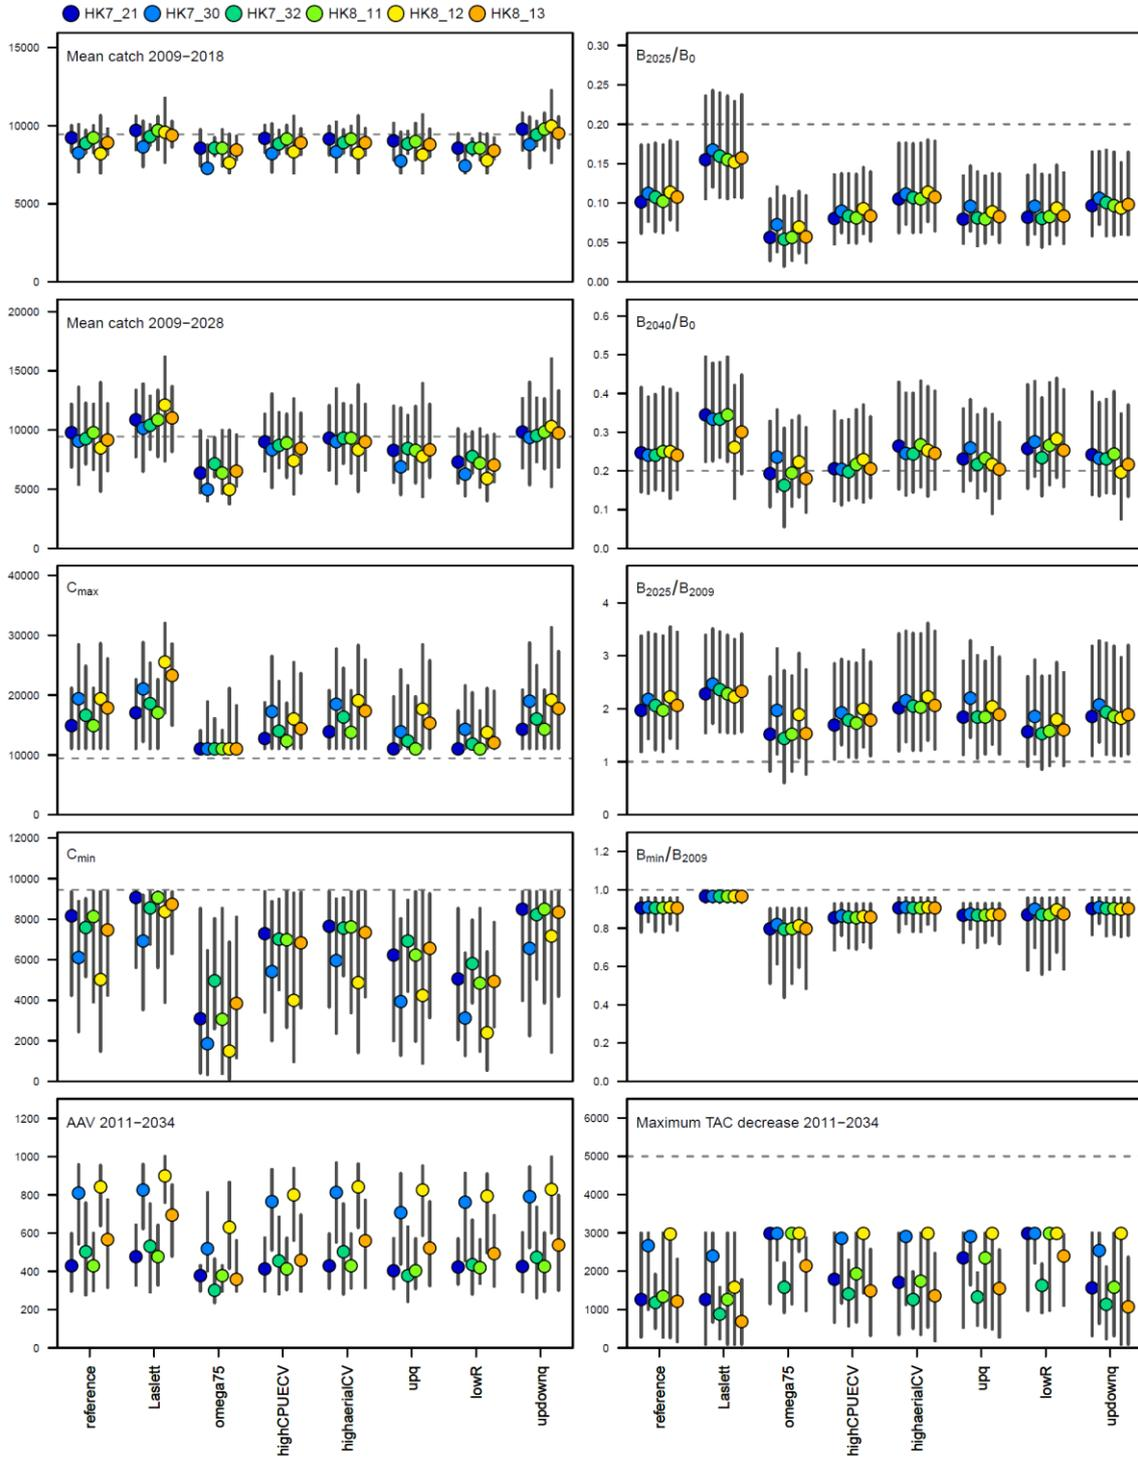 HK7_21 HK7_30 HK7_32 HK8_11 HK8_12 HK8_13
Mean catch 2009−2018
15000
10000
5000
0
B2025/B0
0.30
0.25
0.20
0.15
0.10
0.05
0.00
Mean catch 2009−2028
20000
15000
10000
5000
0
B2040/B0
0.6
0.5
0.4
0.3
0.2
0.1
0.0
Cmax
40000
30000
20000
10000
0
B2025/B2009
4
3
2
1
0
Cmin
12000
10000
8000
6000
4000
2000
0
Bmin/B2009
1.2
1.0
0.8
0.6
0.4
0.2
0.0
AAV 2011−2034
1200
1000
800
600
400
200
0
Maximum TAC decrease 2011−2034
6000
5000
4000
3000
2000
1000
0
reference
Laslett
omega75
highCPUECV
highaerialCV
upq
lowR
updownq
reference
Laslett
omega75
highCPUECV
highaerialCV
upq
lowR
updownq